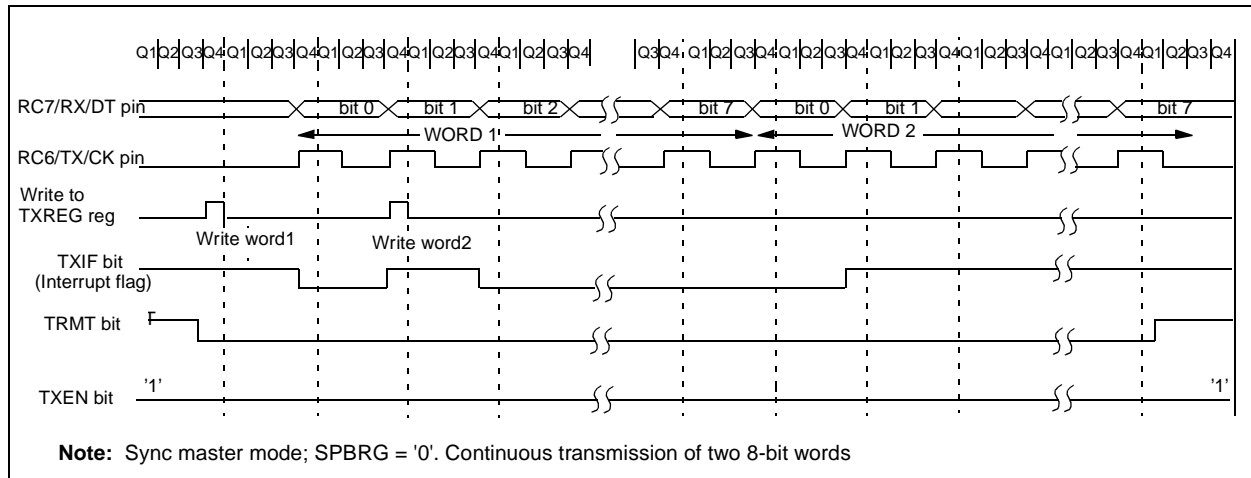 Q1 Q2 Q3 Q4 Q1 Q2 Q3 Q4 Q1 Q2 Q3 Q4 Q1 Q2 Q3 Q4 Q1 Q2 Q3 Q4 Q3 Q4 Q1 Q2 Q3 Q4 Q1 Q2 Q3 Q4 Q1 Q2 Q3 Q4 Q1 Q2 Q3 Q4 Q1 Q2 Q3 Q4 Q1 Q2 Q3 Q4
RC7/RX/DT pin bit 0 bit 1 bit 2 bit 7 bit 0 bit 1 bit 7
WORD 1 WORD 2
RC6/TX/CK pin
Write to
TXREG reg
Write word1 Write word2
TXIF bit
(Interrupt flag)
TRMT bit
TXEN bit '1' '1'
Note: Sync master mode; SPBRG = '0'. Continuous transmission of two 8-bit words